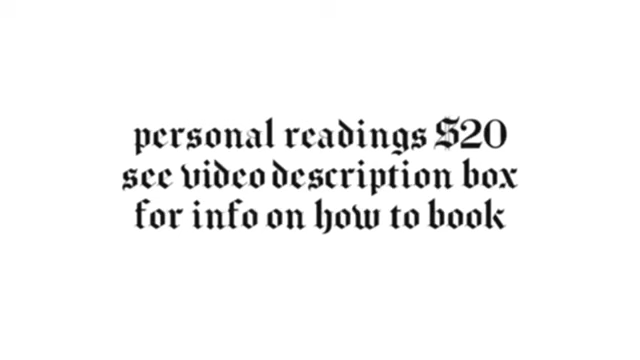 personal readings $20
see video description box
for info on how to book